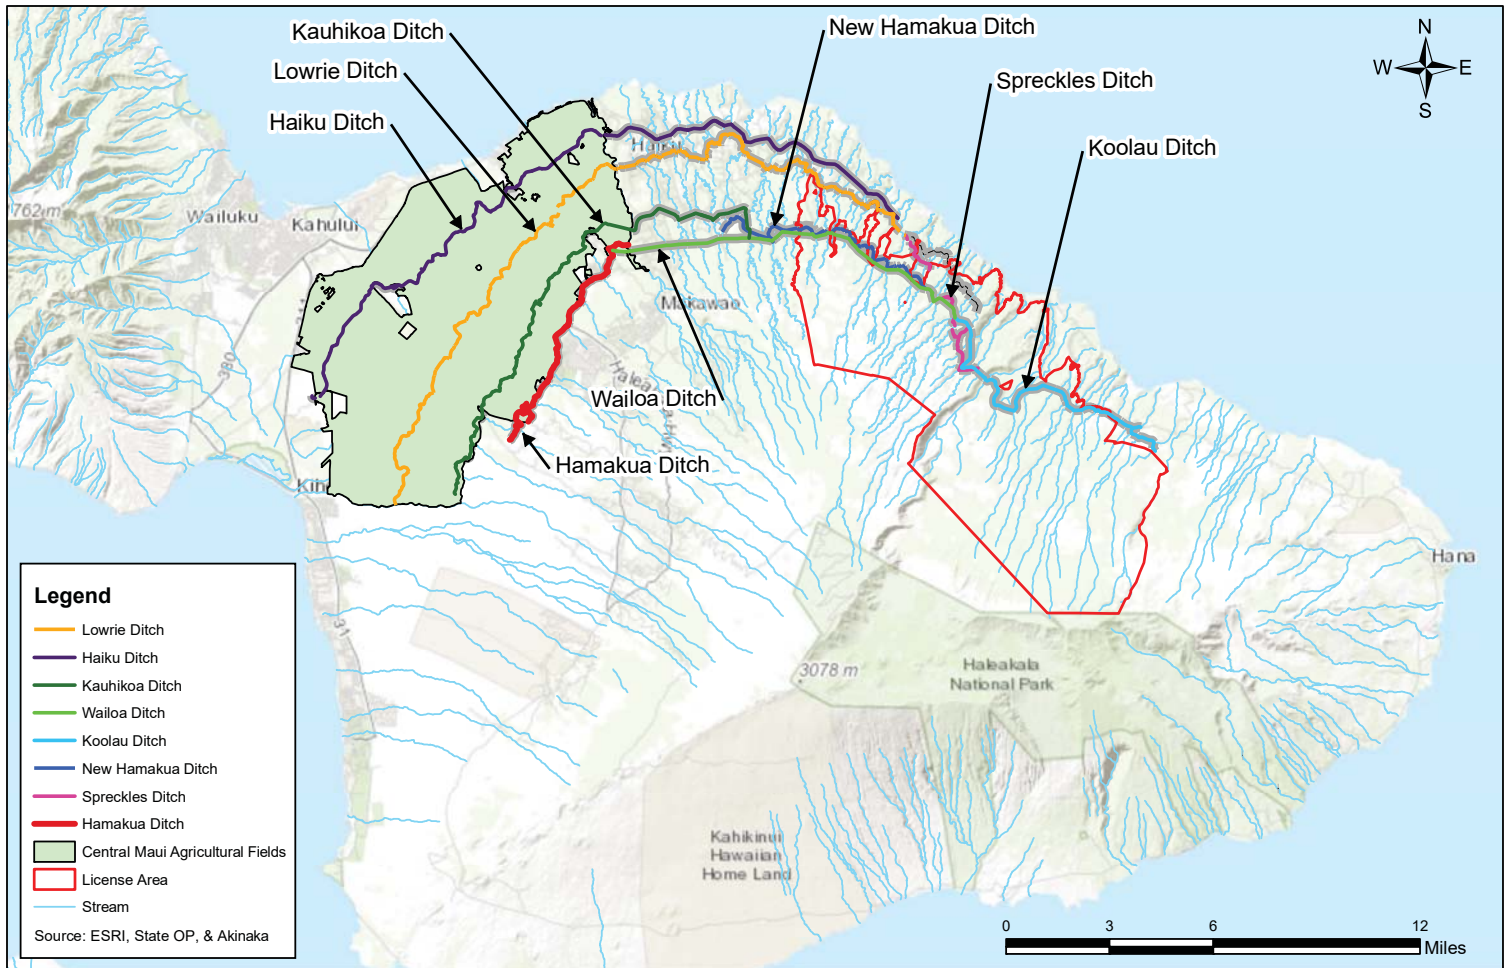 Kauhikoa Ditch
New Hamakua Ditch
N
W E
S
Lowrie Ditch
Spreckles Ditch
Haiku Ditch
Koolau Ditch
Haiku
762 m
Wailuku
Kahului
Makawao
380
Wailoa Ditch
Hamakua Ditch
Hana
31
Legend
Lowrie Ditch
Haiku Ditch
Kauhikoa Ditch
Wailoa Ditch
Koolau Ditch
New Hamakua Ditch
Spreckles Ditch
Hamakua Ditch
Central Maui Agricultural Fields
License Area
Stream
Source: ESRI, State OP, & Akinaka
3078 m
Haleakala
National Park
Kahikinui
Hawaiian
Home Land
0 3 6 12
Miles